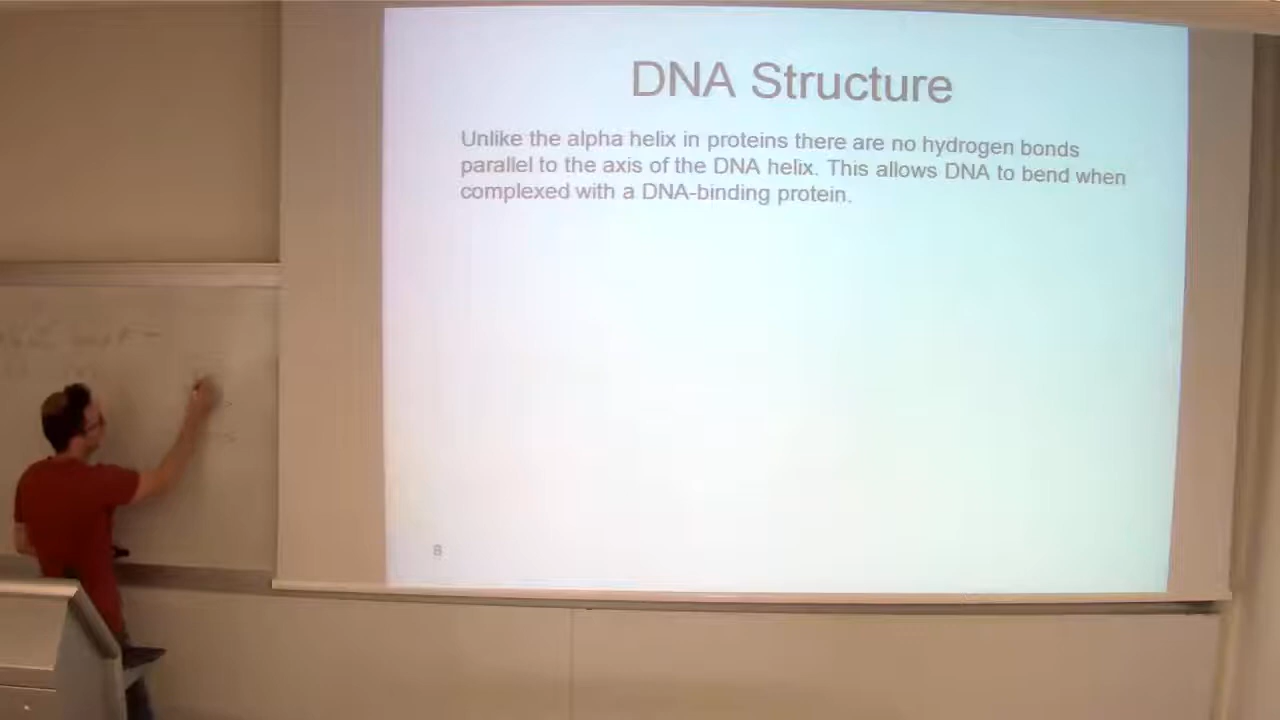 DNA Structure
Unlike the alpha helix in proteins there are no hydrogen bonds
parallel to the axis of the DNA helix. This allows DNA to bend when
complexed with a DNA-binding protein.
8